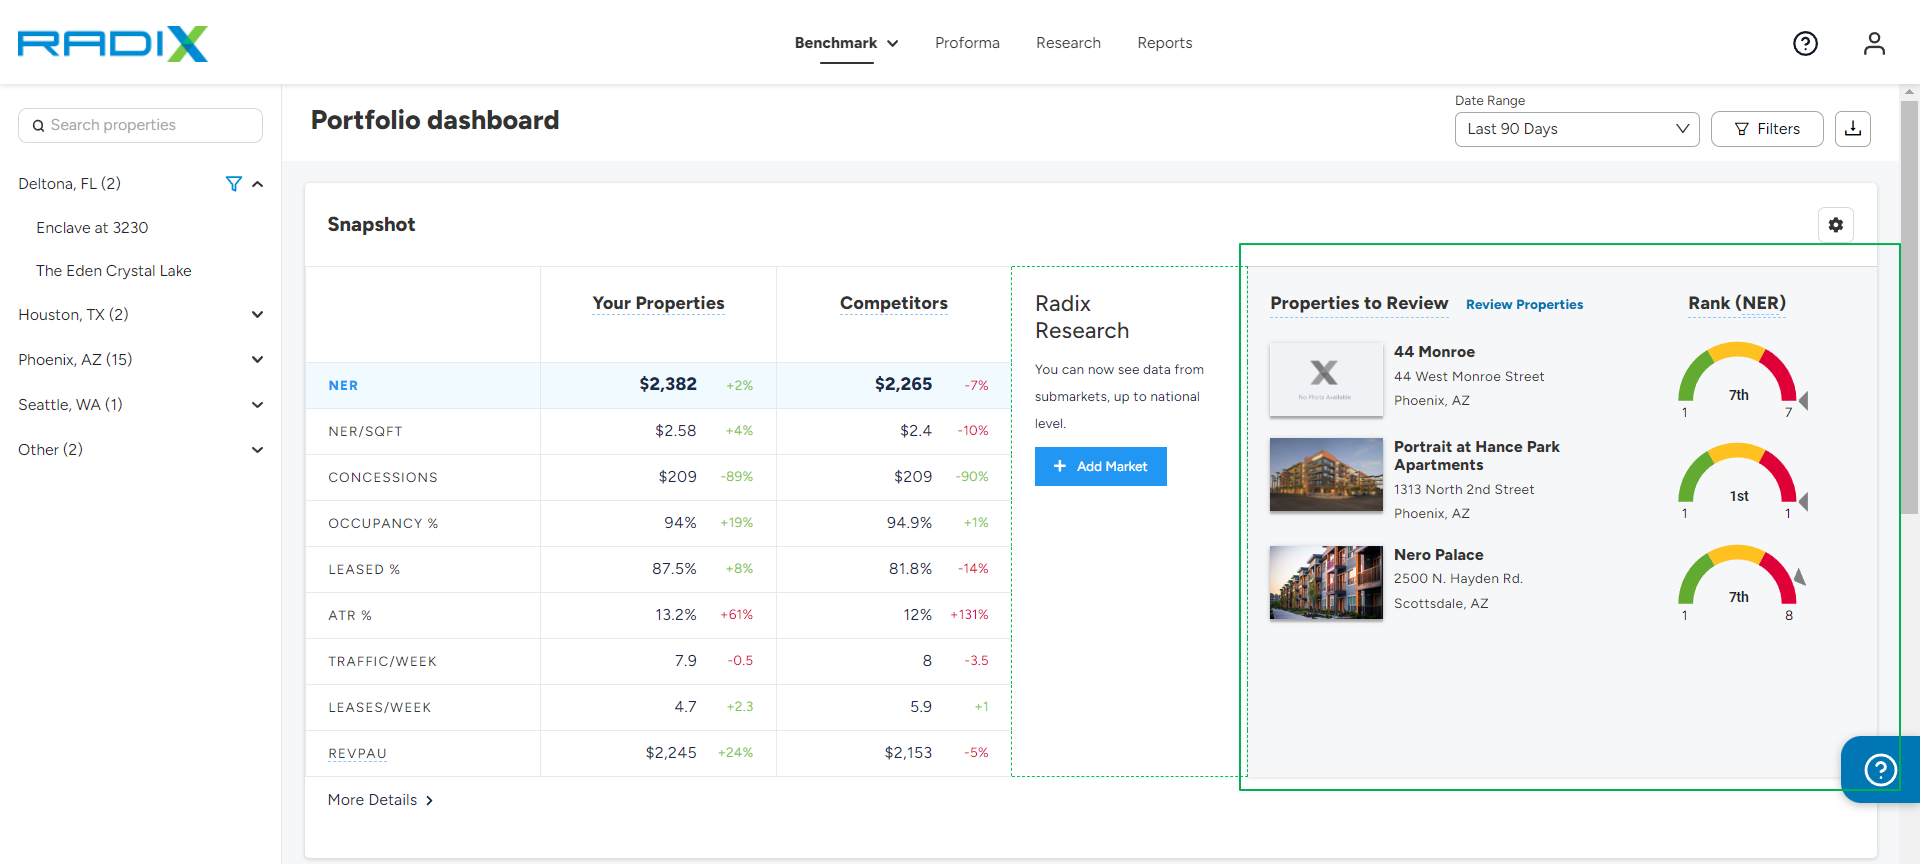 RADIX
Benchmark
Proforma
Research
Reports
Search properties
Deltona, FL (2)
Enclave at 3230
The Eden Crystal Lake
Houston, TX (2)
Phoenix, AZ (15)
Seattle, WA (1)
Other (2)
Portfolio dashboard
Date Range
Last 90 Days
Filters
Snapshot
Your Properties
Competitors
NER $2,382 +2% $2,265 -7%
NER/SQFT $2.58 +4% $2.4 -10%
CONCESSIONS $209 -89% $209 -90%
OCCUPANCY % 94% +19% 94.9% +1%
LEASED % 87.5% +8% 81.8% -14%
ATR % 13.2% +61% 12% +131%
TRAFFIC/WEEK 7.9 -0.5 8 -3.5
LEASES/WEEK 4.7 +2.3 5.9 +1
REVPAU $2,245 +24% $2,153 -5%
More Details
Radix
Research
You can now see data from
submarkets, up to national
level.
+ Add Market
Properties to Review
Review Properties
Rank (NER)
No Photo Available
44 Monroe
44 West Monroe Street
Phoenix, AZ
7th
1 7
Portrait at Hance Park
Apartments
1313 North 2nd Street
Phoenix, AZ
1st
1 1
Nero Palace
2500 N. Hayden Rd.
Scottsdale, AZ
7th
1 8